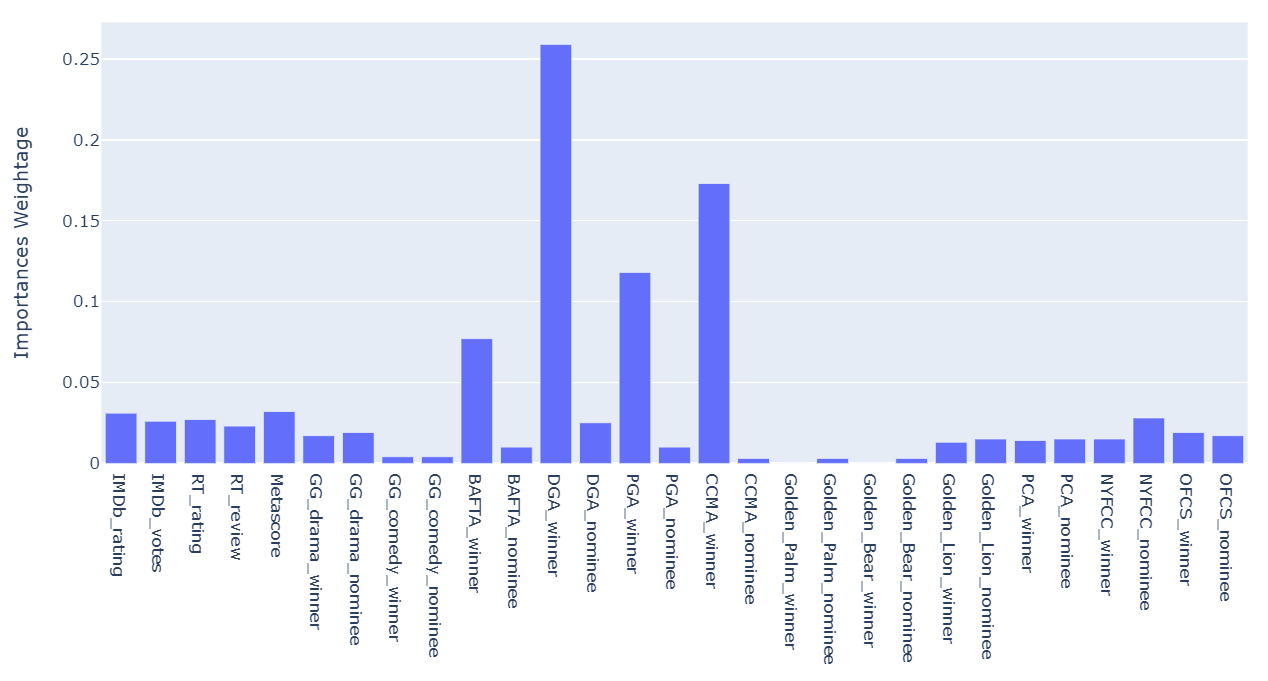 Importances Weightage
0.25
0.2
0.15
0.1
0.05
0
IMDb_rating
IMDb_votes
RT_rating
RT_review
Metascore
GG_drama_winner
GG_drama_nominee
GG_comedy_winner
GG_comedy_nominee
BAFTA_winner
BAFTA_nominee
DGA_winner
DGA_nominee
PGA_winner
PGA_nominee
CCMA_winner
CCMA_nominee
Golden_Palm_winner
Golden_Palm_nominee
Golden_Bear_winner
Golden_Bear_nominee
Golden_Lion_winner
Golden_Lion_nominee
PCA_winner
PCA_nominee
NYFCC_winner
NYFCC_nominee
OFCS_winner
OFCS_nominee